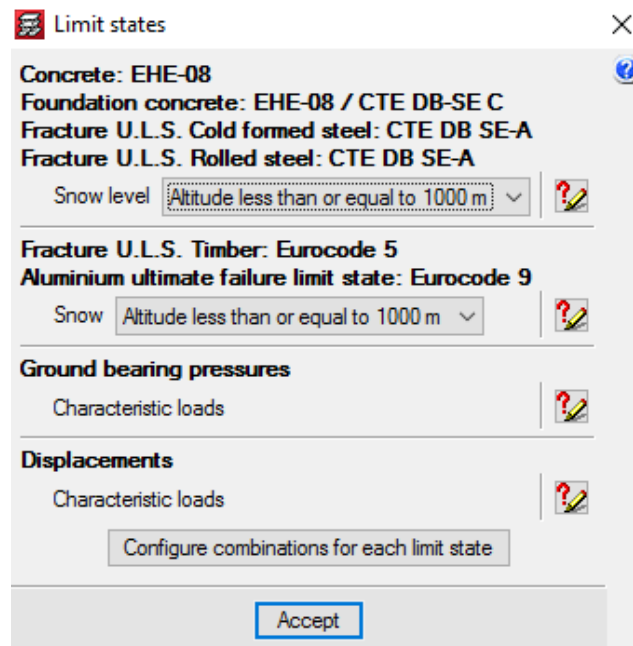 Limit states
Concrete: EHE-08
Foundation concrete: EHE-08 / CTE DB-SE C
Fracture U.L.S. Cold formed steel: CTE DB SE-A
Fracture U.L.S. Rolled steel: CTE DB SE-A
Snow level Altitude less than or equal to 1000 m
Fracture U.L.S. Timber: Eurocode 5
Aluminium ultimate failure limit state: Eurocode 9
Snow Altitude less than or equal to 1000 m
Ground bearing pressures
Characteristic loads
Displacements
Characteristic loads
Configure combinations for each limit state
Accept